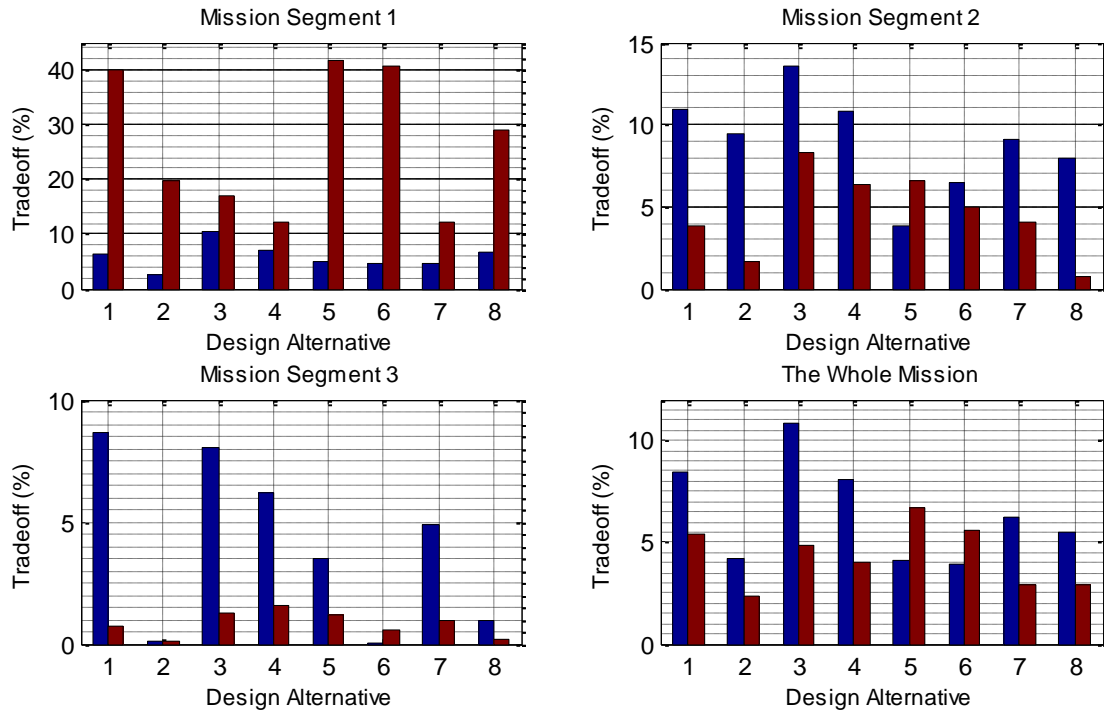 Mission Segment 1
Tradeoff (%)
40
30
20
10
0
1 2 3 4 5 6 7 8
Design Alternative
Mission Segment 2
Tradeoff (%)
15
10
5
0
1 2 3 4 5 6 7 8
Design Alternative
Mission Segment 3
Tradeoff (%)
10
5
0
1 2 3 4 5 6 7 8
Design Alternative
The Whole Mission
Tradeoff (%)
10
5
0
1 2 3 4 5 6 7 8
Design Alternative